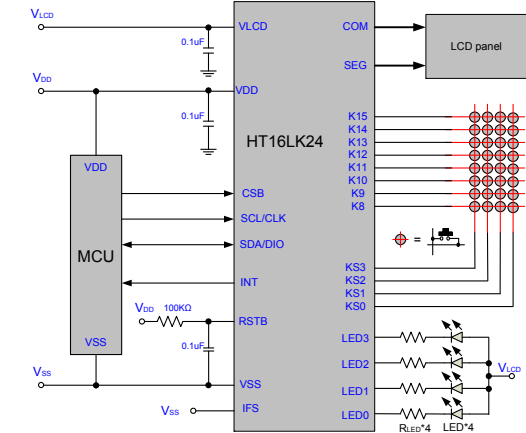 VLCD
VLCD
COM
0.1uF
LCD panel
SEG
VDD
VDD
0.1uF
K15
K14
HT16LK24
K13
K12
K11
K10
K9
K8
VDD
CSB
SCL/CLK
= 
MCU
SDA/DIO
KS3
INT
KS2
KS1
KS0
VDD
100KΩ
RSTB
VSS
0.1uF
LED3
LED2
VLCD
VSS
VSS
LED1
VSS
IFS
LED0
RLED*4
LED*4